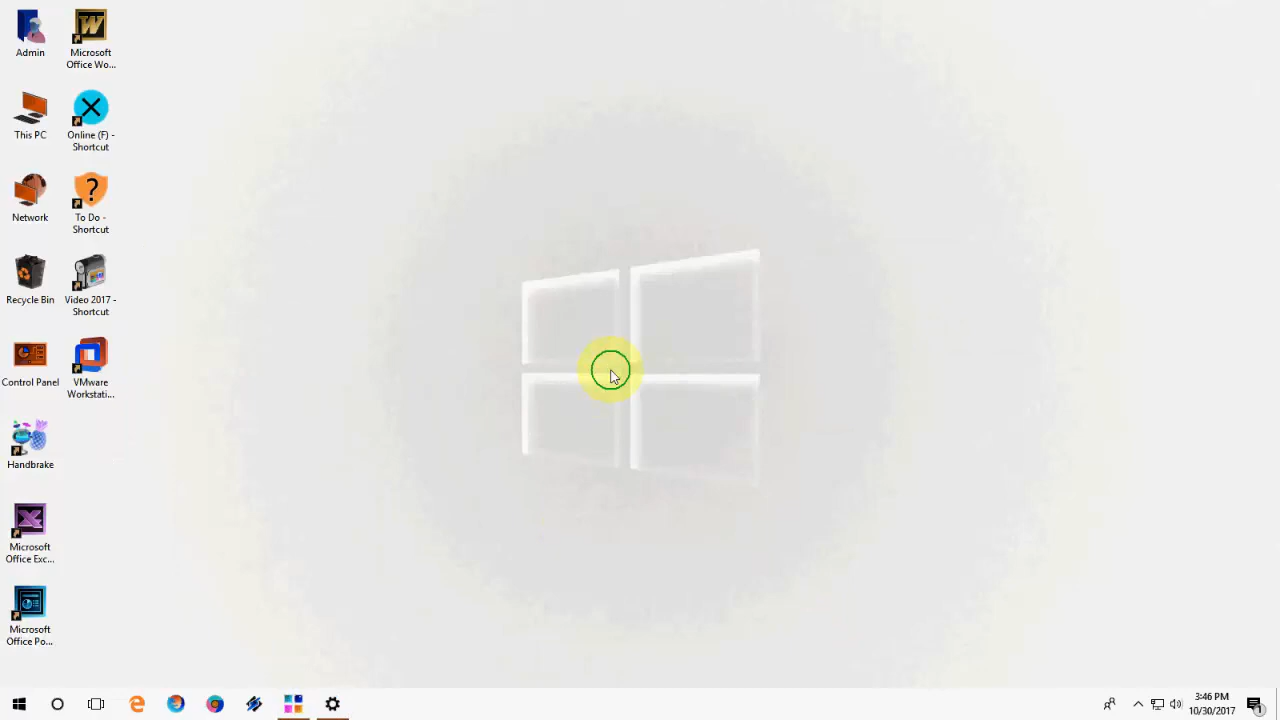 Admin
Microsoft
Office Wo...
This PC
Online (F) -
Shortcut
Network
To Do -
Shortcut
Recycle Bin
Video 2017 -
Shortcut
Control Panel
VMware
Workstati...
Handbrake
Microsoft
Office Exc...
Microsoft
Office Po...
3:46 PM
10/30/2017
1